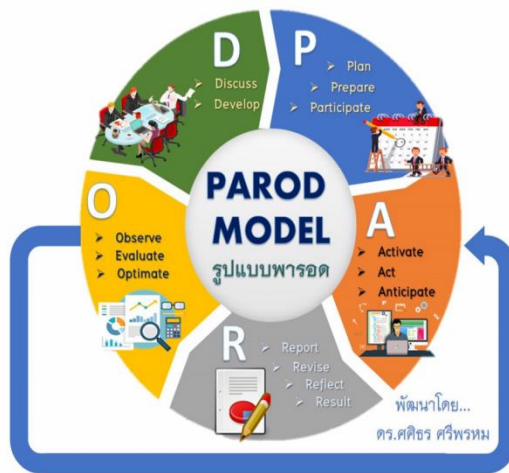 PAROD
MODEL
รูปแบบพารอด
P
Plan
Prepare
Participate
A
Activate
Act
Anticipate
R
Report
Revise
Reflect
Result
O
Observe
Evaluate
Optimate
D
Discuss
Develop
พัฒนาโดย...
ดร.ศศิธร ศรีพรหม